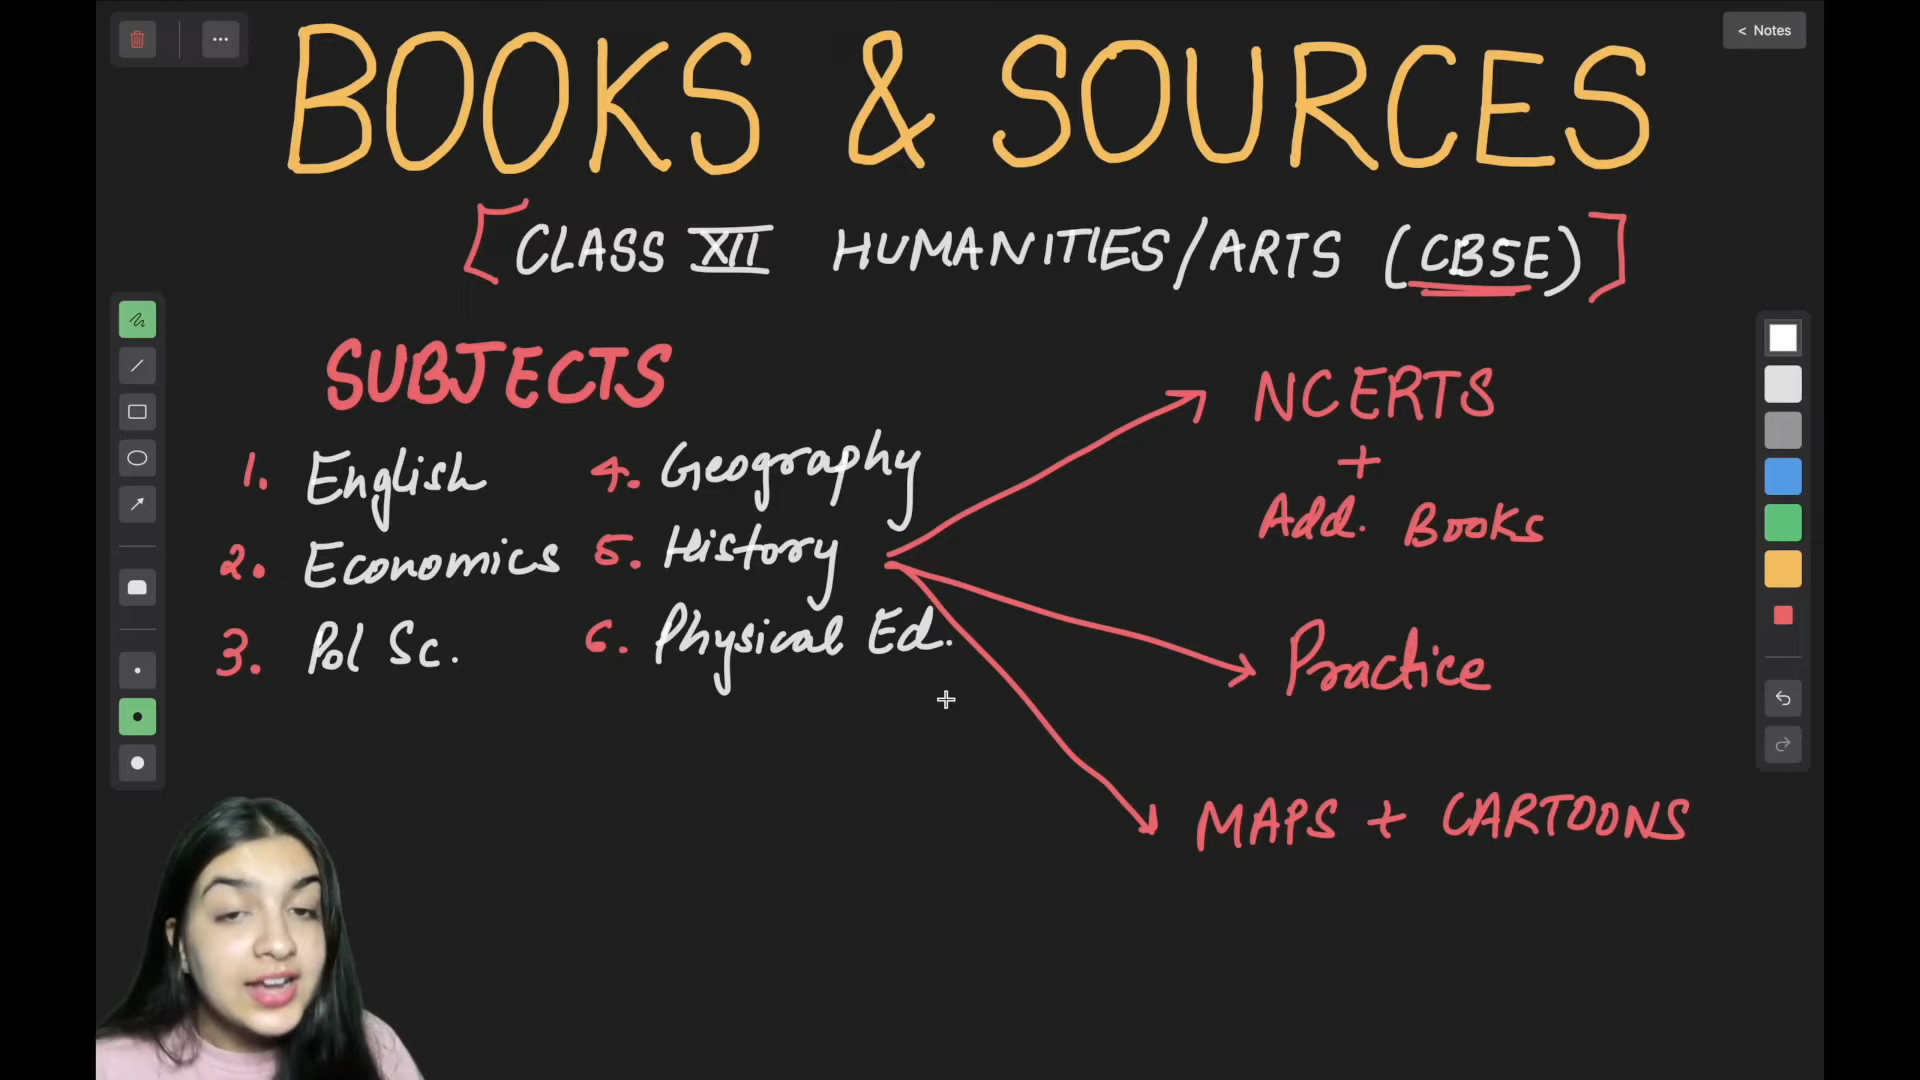 < Notes
BOOKS & SOURCES
[CLASS XII HUMANITIES/ARTS (CBSE)]
SUBJECTS
1. English
2. Economics
3. Pol Sc.
4. Geography
5. History
6. Physical Ed.
NCERTS
+
Add. Books
Practice
MAPS + CARTOONS